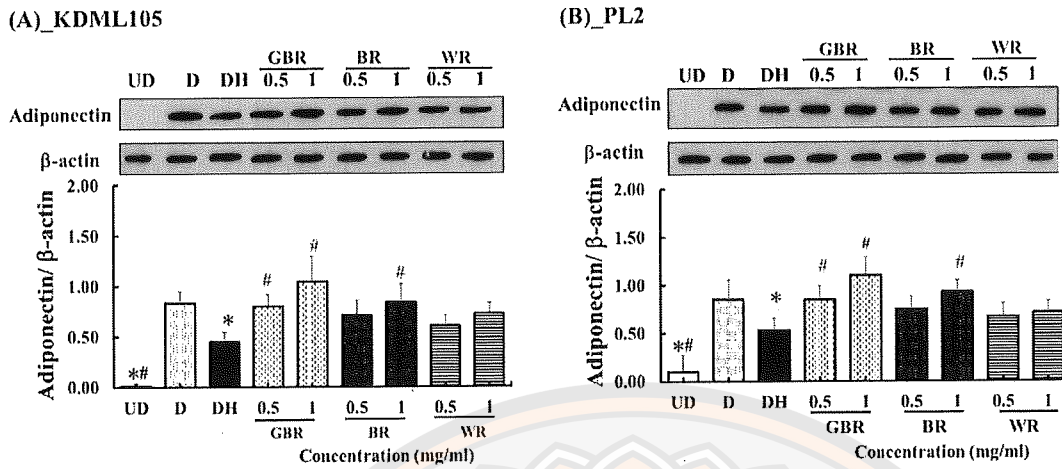 (A)_KDML105
GBR BR WR
UD D DH 0.5 1 0.5 1 0.5 1
Adiponectin
β-actin
Adiponectin/ β-actin
2.00
1.50
1.00
0.50
0.00
*#
*
#
#
#
UD D DH 0.5 1 0.5 1 0.5 1
GBR BR WR
Concentration (mg/ml)
(B)_PL2
GBR BR WR
UD D DH 0.5 1 0.5 1 0.5 1
Adiponectin
β-actin
Adiponectin/ β-actin
2.00
1.50
1.00
0.50
0.00
*#
*
#
#
#
UD D DH 0.5 1 0.5 1 0.5 1
GBR BR WR
Concentration (mg/ml)